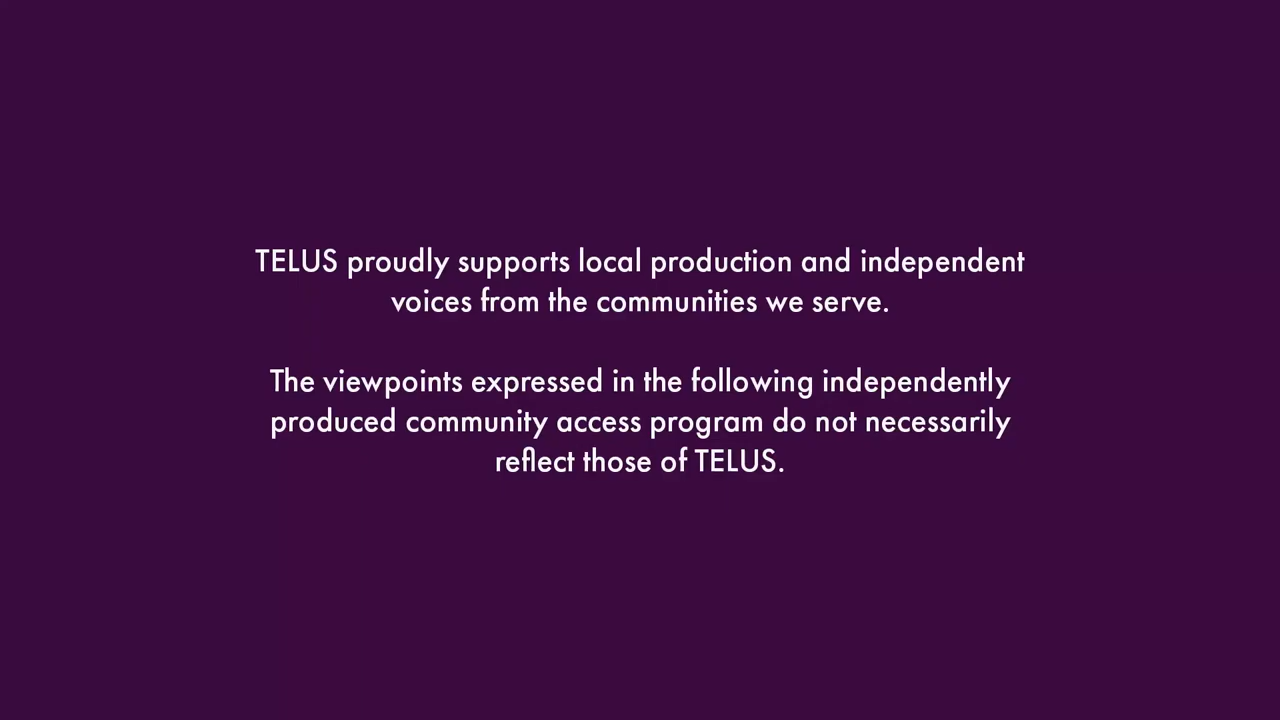 TELUS proudly supports local production and independent
voices from the communities we serve.
The viewpoints expressed in the following independently
produced community access program do not necessarily
reflect those of TELUS.